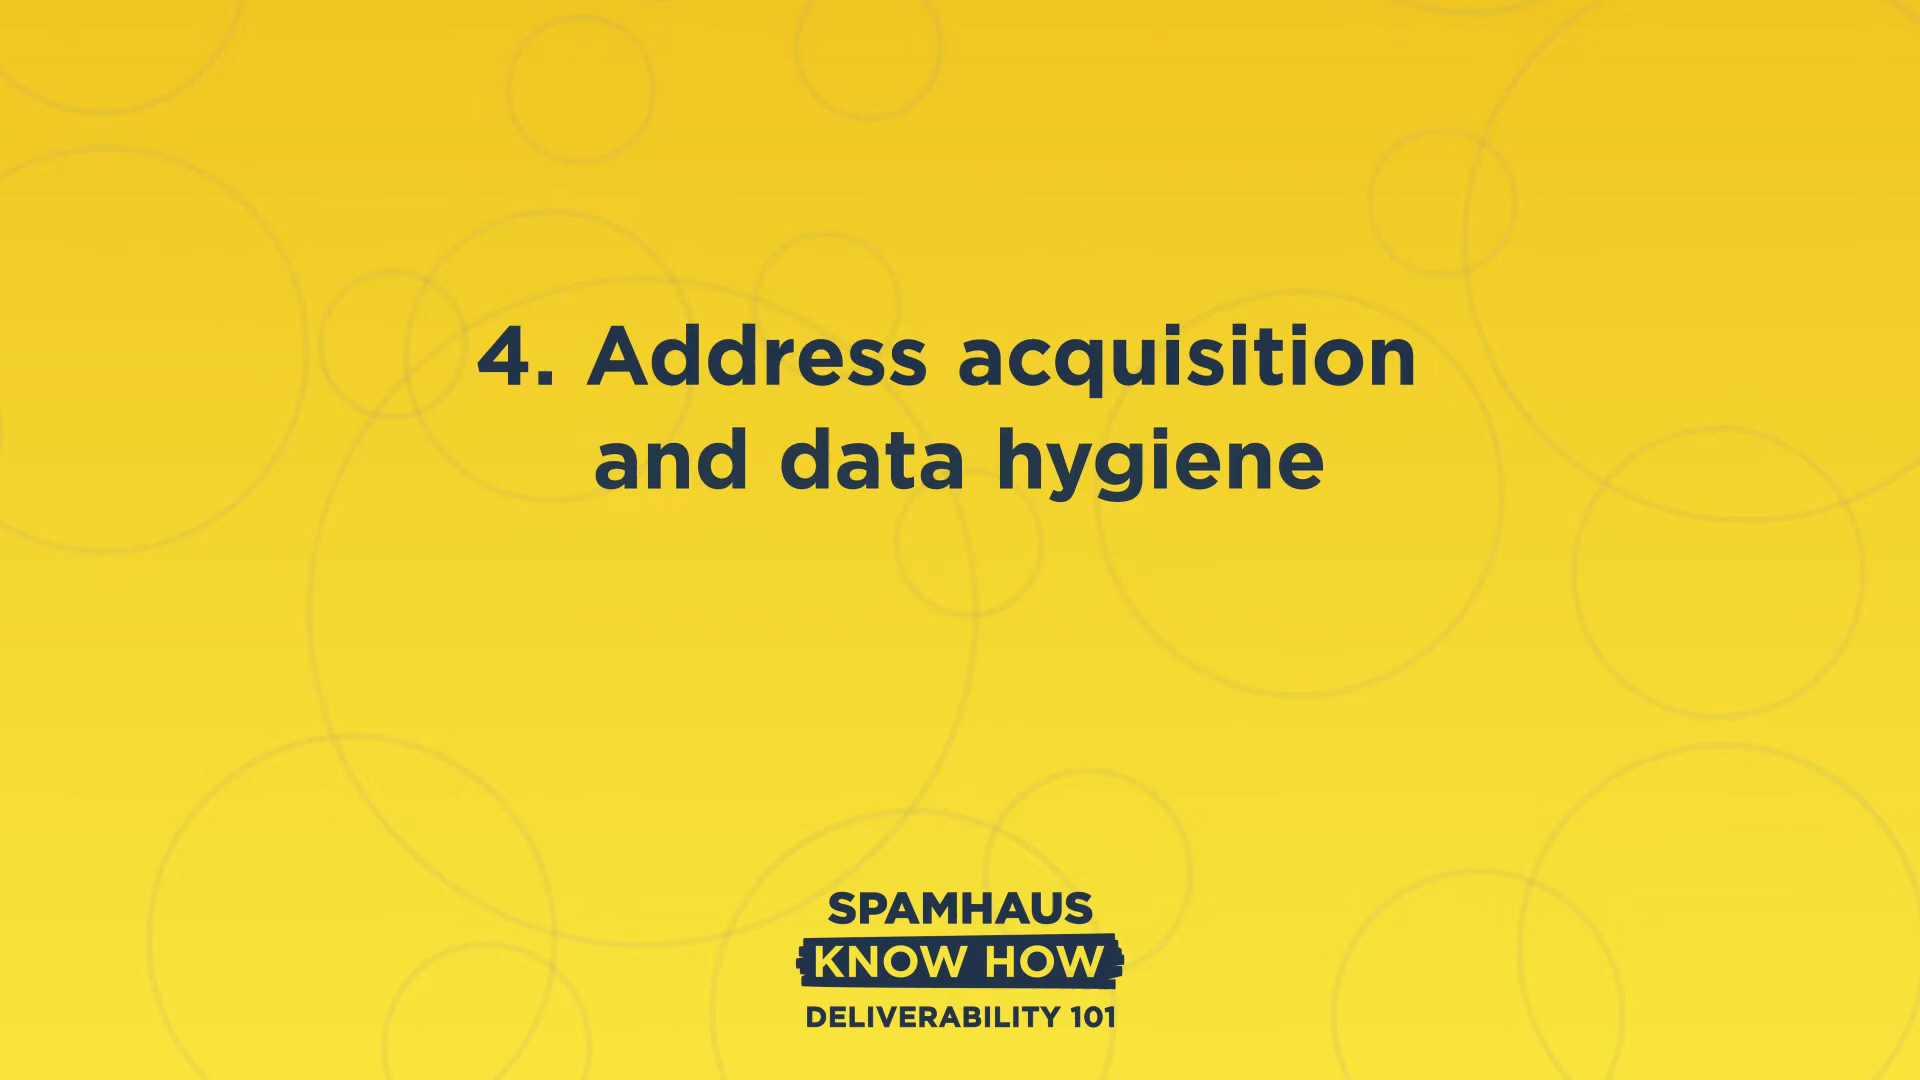 4. Address acquisition
and data hygiene
SPAMHAUS
KNOW HOW
DELIVERABILITY 101